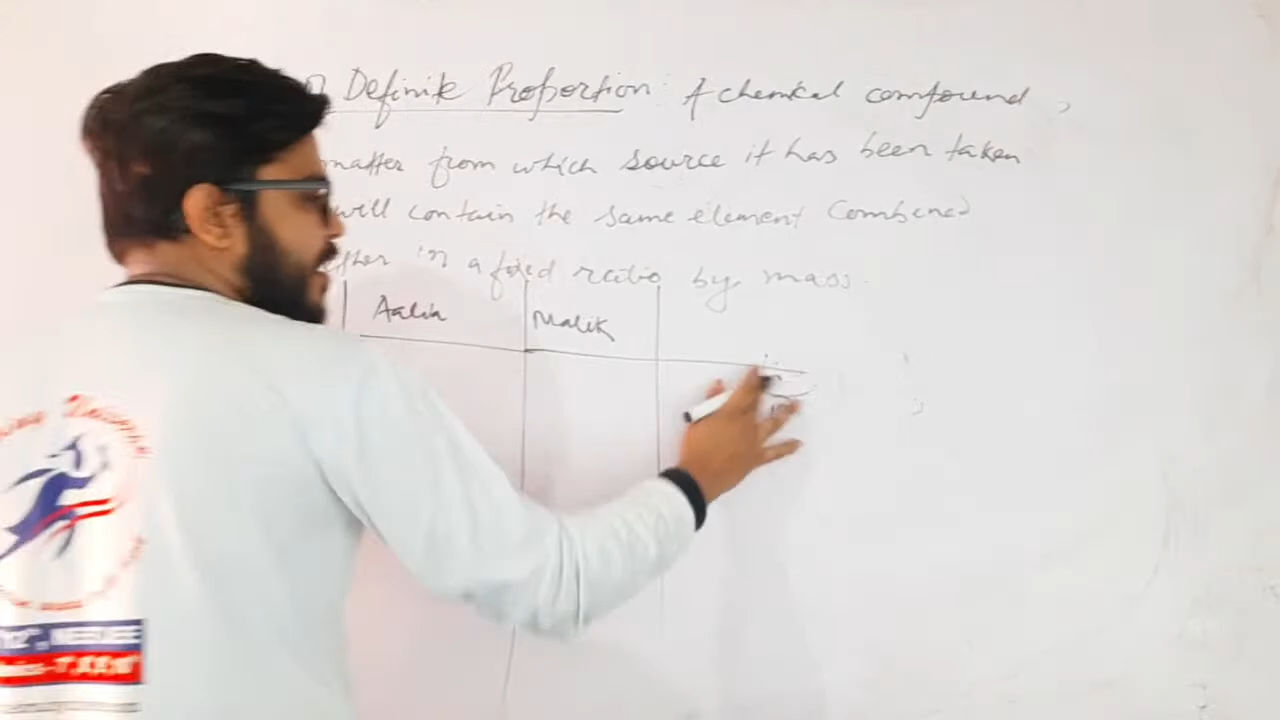 Definite Proportion : A chemical compound,
matter from which source it has been taken
will contain the same element Combined
in a fixed ratio by mass.
Aalia Malik